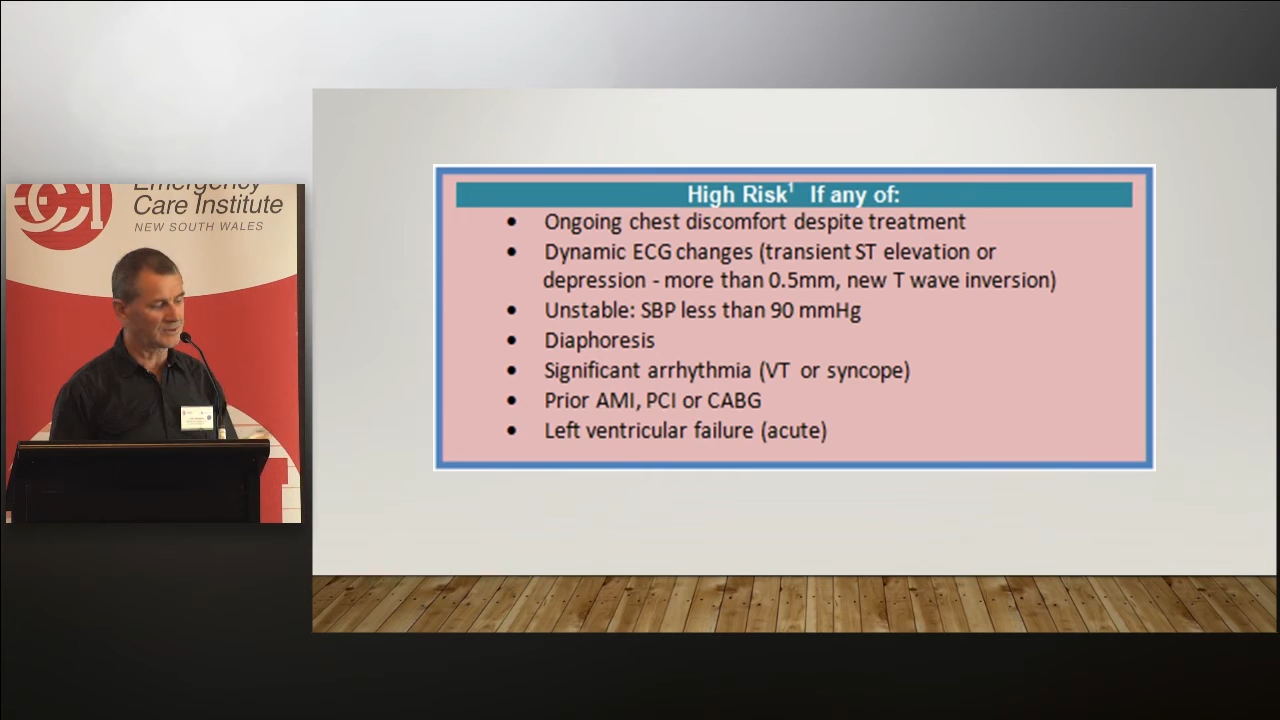 ECI
Emergency
Care Institute
NEW SOUTH WALES
High Risk¹ If any of:
• Ongoing chest discomfort despite treatment
• Dynamic ECG changes (transient ST elevation or
depression - more than 0.5mm, new T wave inversion)
• Unstable: SBP less than 90 mmHg
• Diaphoresis
• Significant arrhythmia (VT or syncope)
• Prior AMI, PCI or CABG
• Left ventricular failure (acute)